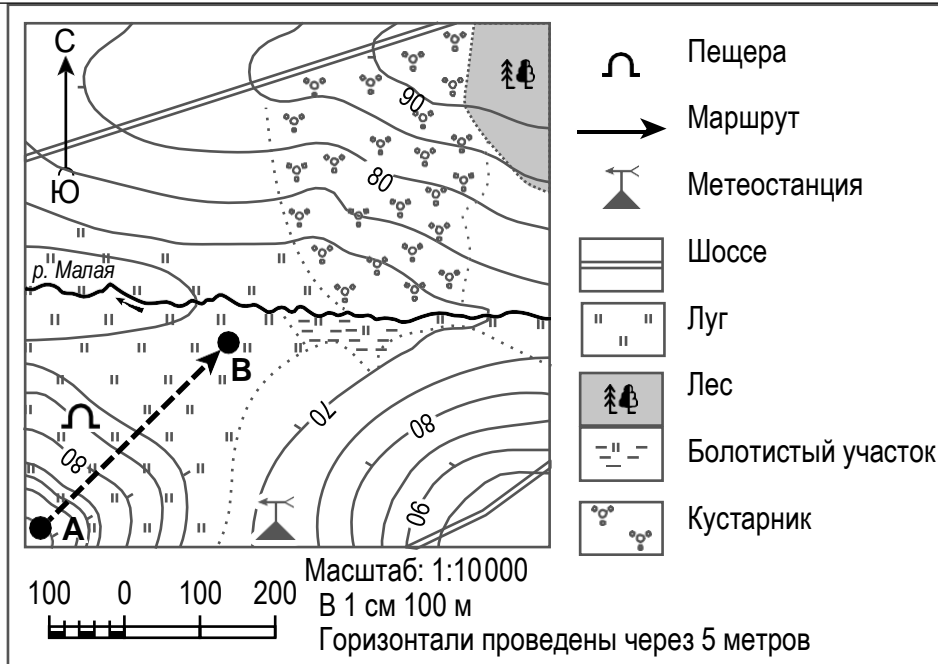 С
Ю
90
80
р. Малая
В
70
80
80
90
А
Пещера
Маршрут
Метеостанция
Шоссе
Луг
Лес
Болотистый участок
Кустарник
100 0 100 200
Масштаб: 1:10000
В 1 см 100 м
Горизонтали проведены через 5 метров